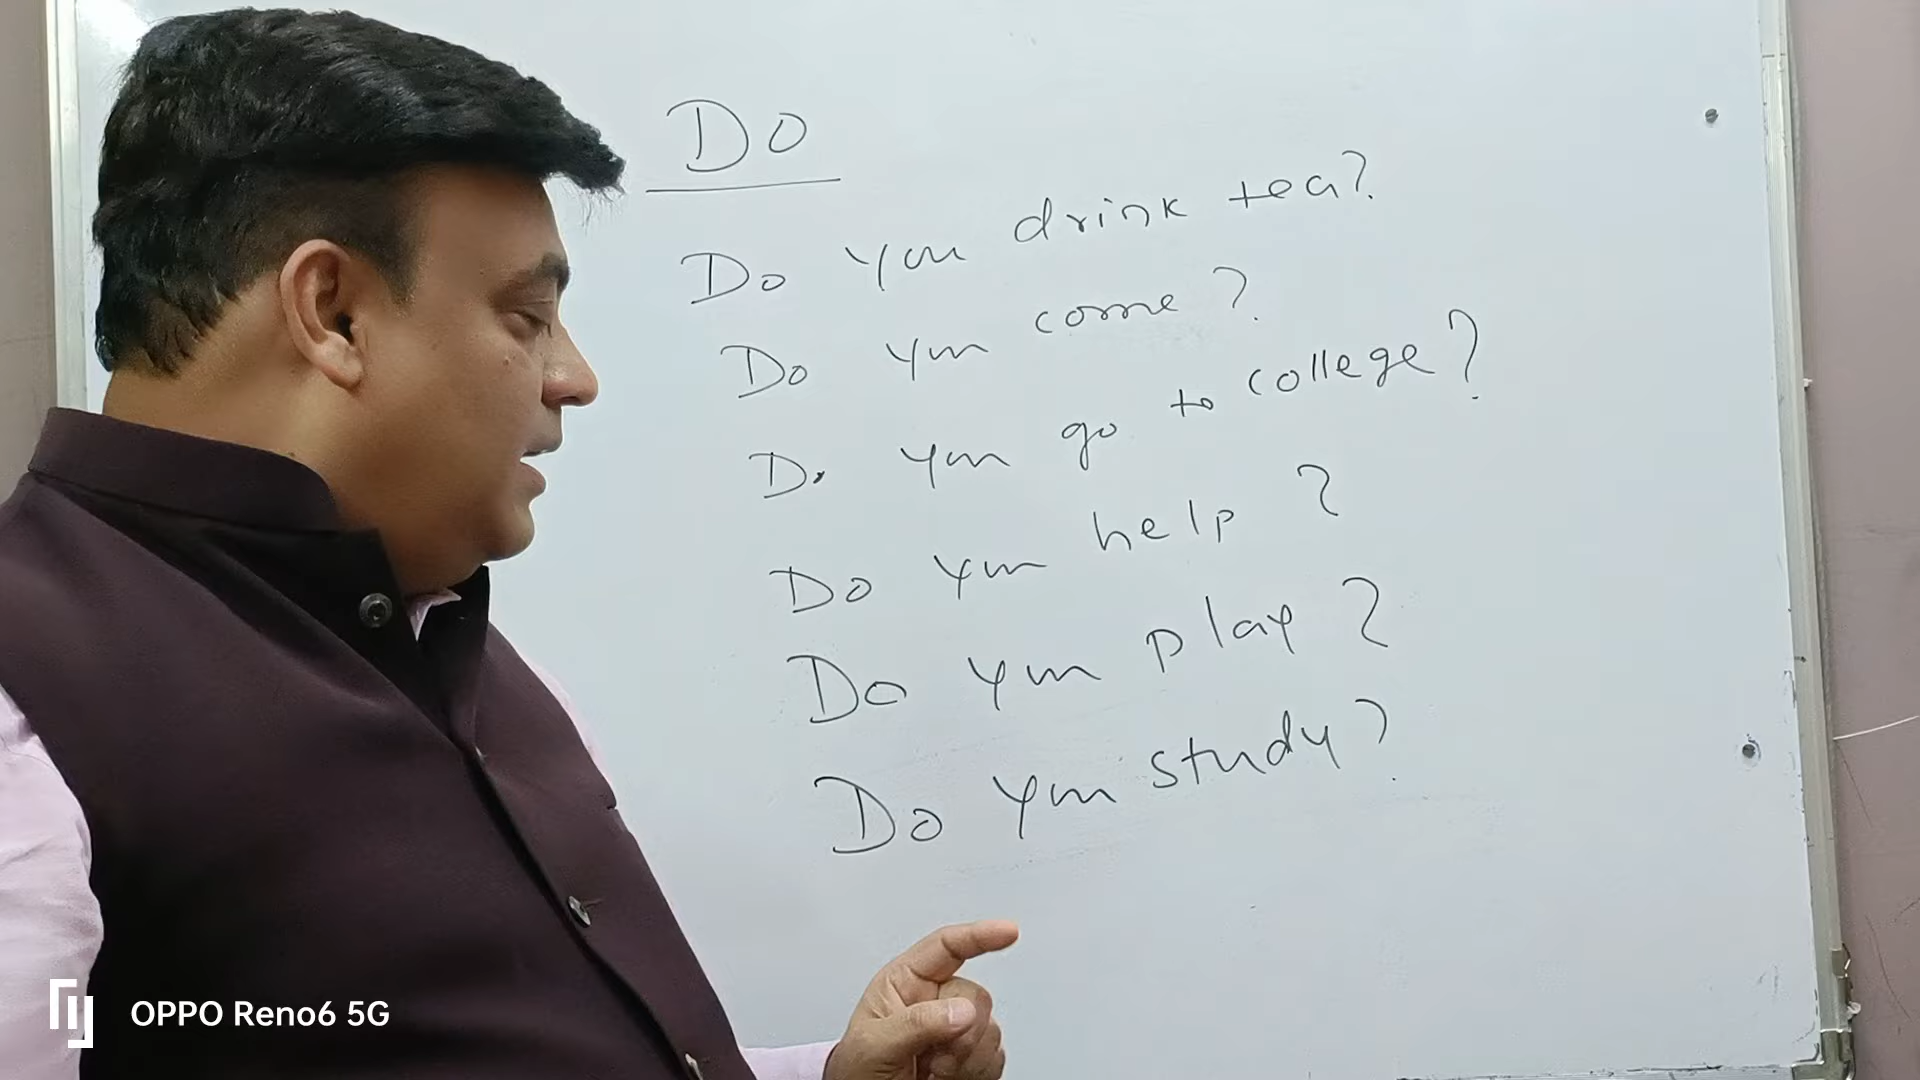 DO
Do you drink tea?
Do you come?
Do you go to college?
Do you help?
Do you play?
Do you study?
OPPO Reno6 5G